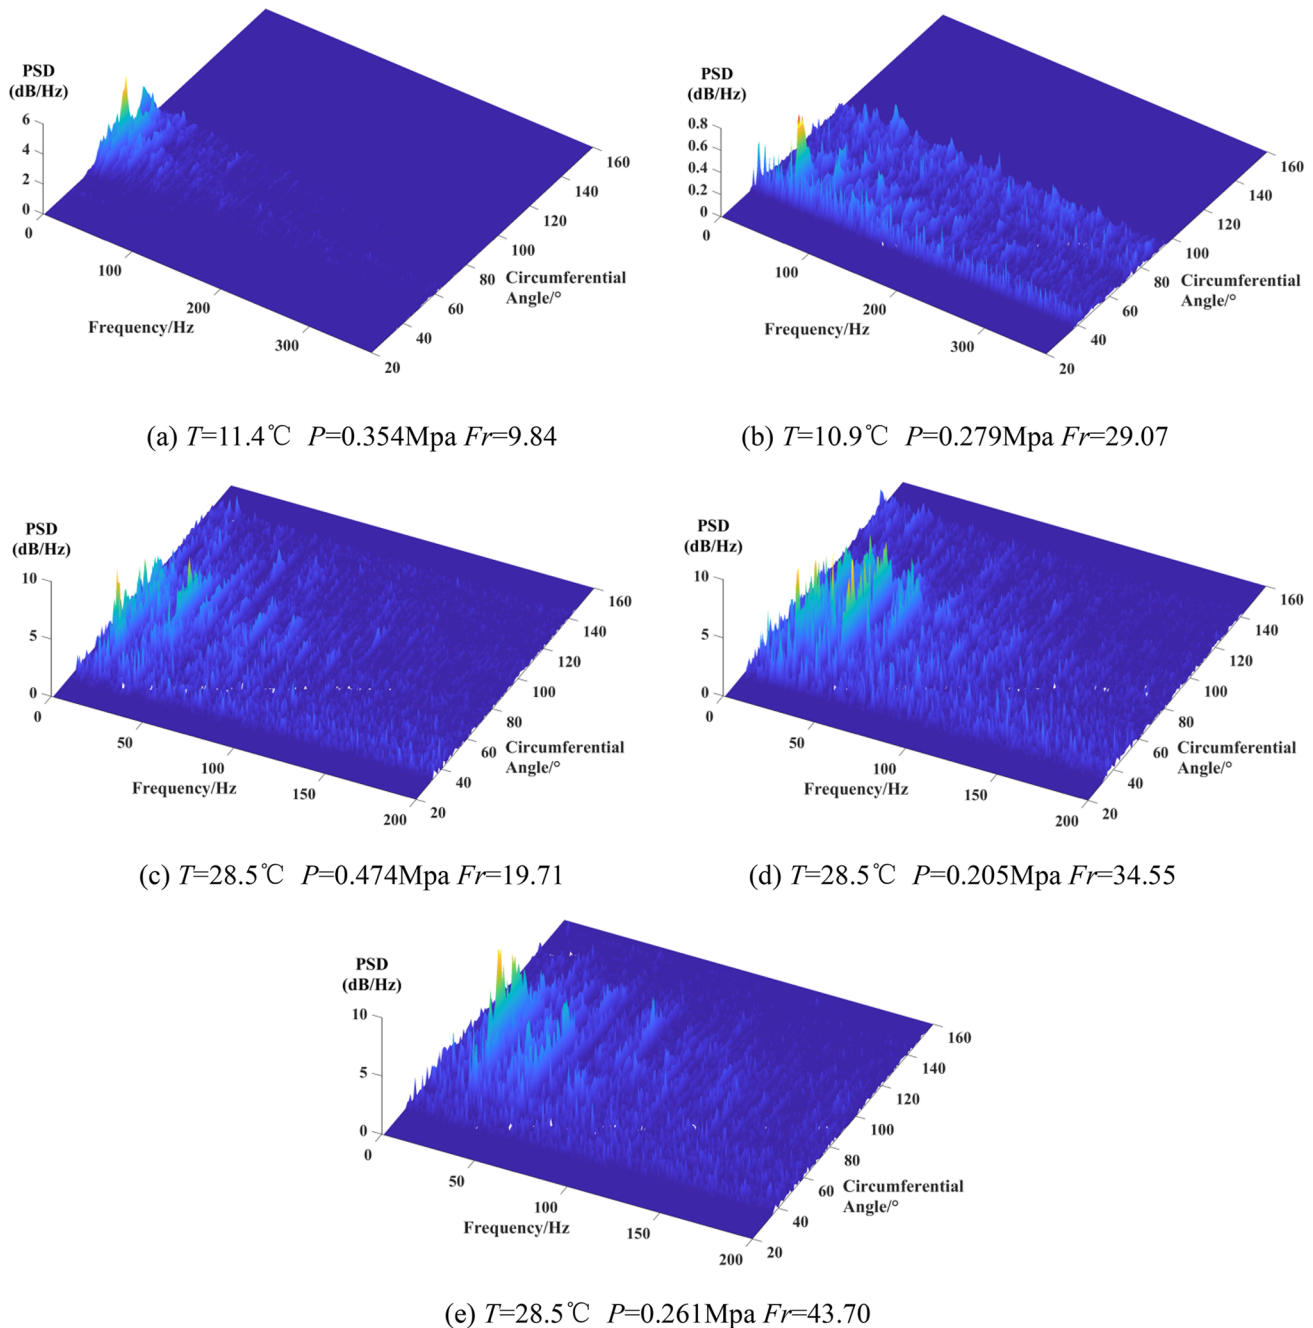 PSD
(dB/Hz)
6
4
2
0
0
100
200
300
Frequency/Hz
20
40
60
80
100
120
140
160
Circumferential
Angle/°
(a) T=11.4℃ P=0.354Mpa Fr=9.84
PSD
(dB/Hz)
0.8
0.6
0.4
0.2
0
0
100
200
300
Frequency/Hz
20
40
60
80
100
120
140
160
Circumferential
Angle/°
(b) T=10.9℃ P=0.279Mpa Fr=29.07
PSD
(dB/Hz)
10
5
0
0
50
100
150
200
Frequency/Hz
20
40
60
80
100
120
140
160
Circumferential
Angle/°
(c) T=28.5℃ P=0.474Mpa Fr=19.71
PSD
(dB/Hz)
10
5
0
0
50
100
150
200
Frequency/Hz
20
40
60
80
100
120
140
160
Circumferential
Angle/°
(d) T=28.5℃ P=0.205Mpa Fr=34.55
PSD
(dB/Hz)
10
5
0
0
50
100
150
200
Frequency/Hz
20
40
60
80
100
120
140
160
Circumferential
Angle/°
(e) T=28.5℃ P=0.261Mpa Fr=43.70